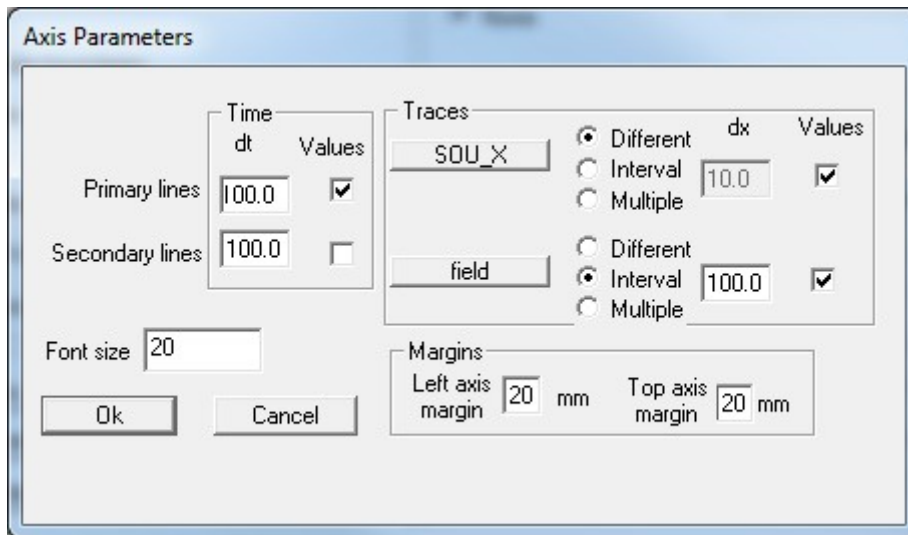 Axis Parameters
Time
dt Values
Primary lines 100.0
Secondary lines 100.0
Traces
dx Values
SOU_X
Different
Interval 10.0
Multiple
field
Different
Interval 100.0
Multiple
Font size 20
Margins
Left axis margin 20 mm
Top axis margin 20 mm
Ok Cancel